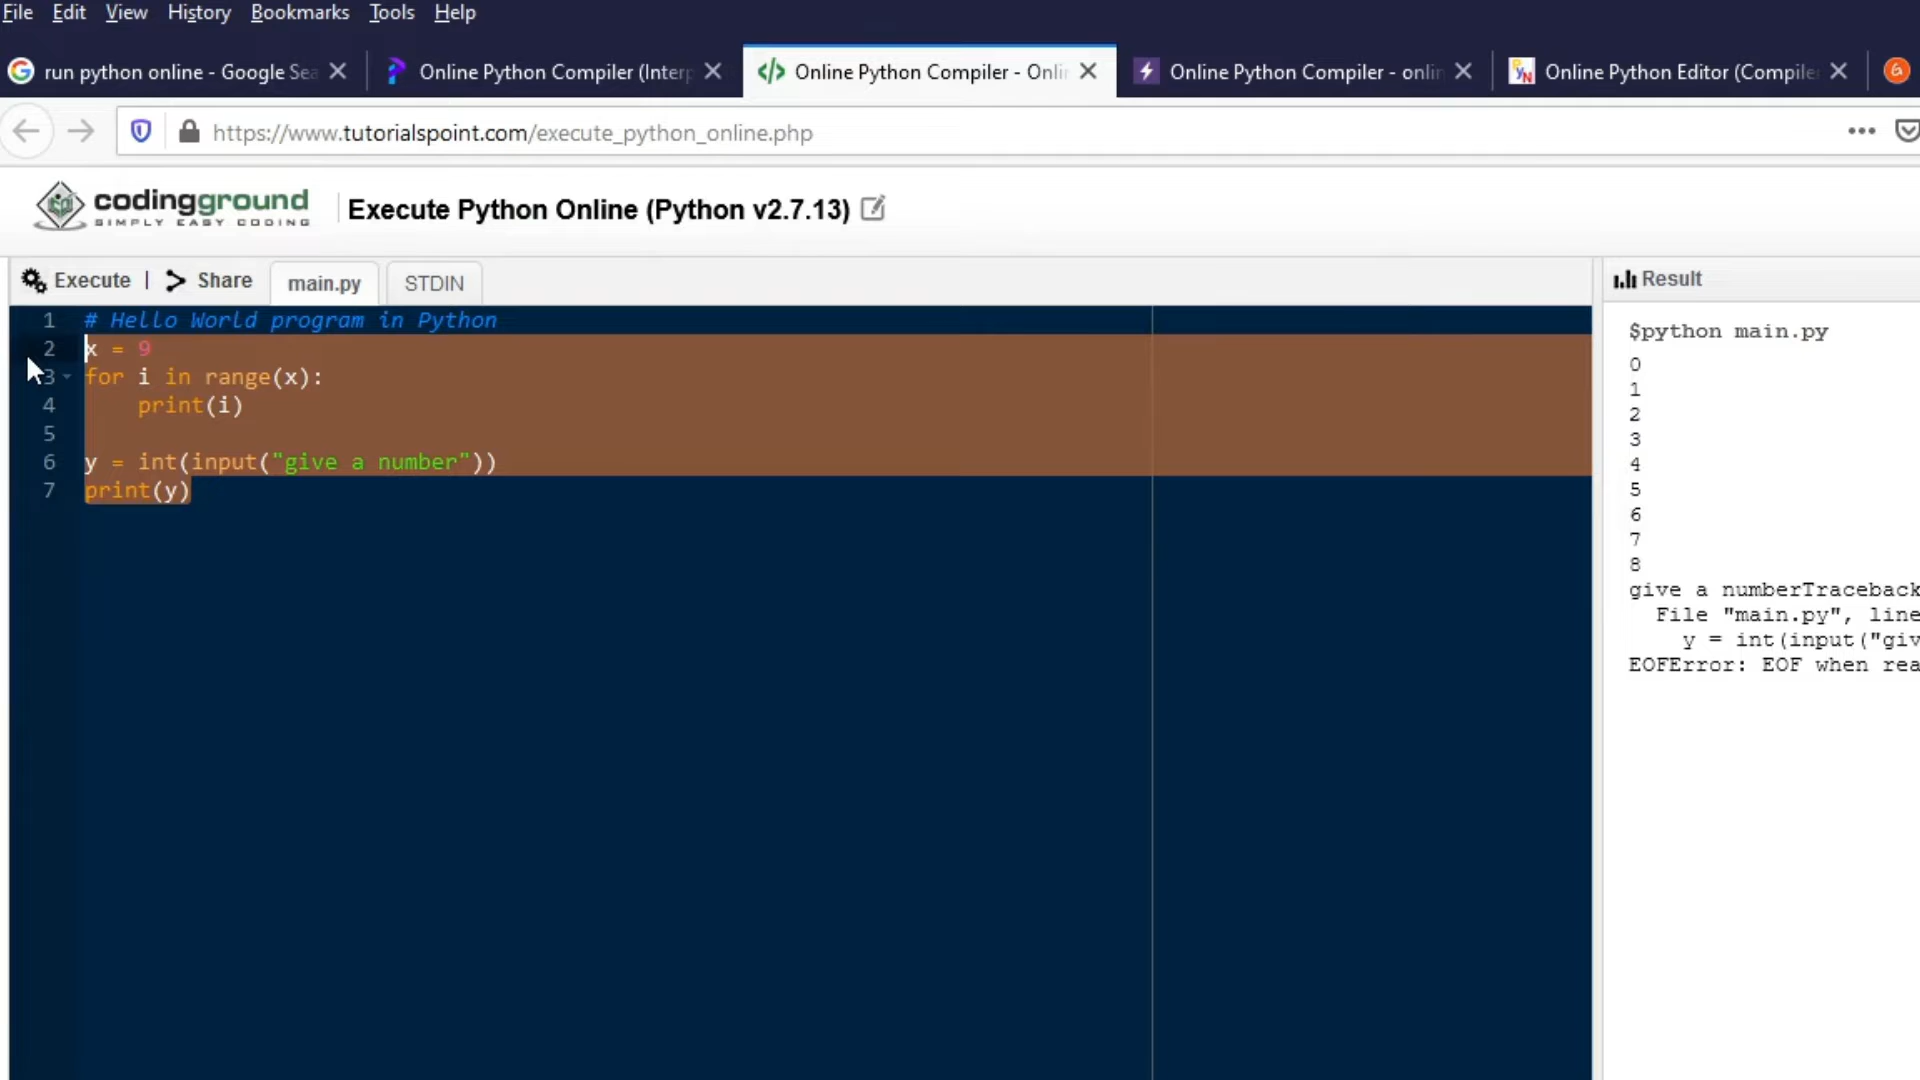 File Edit View History Bookmarks Tools Help
run python online - Google Sea
Online Python Compiler (Interp
Online Python Compiler - Onli
Online Python Compiler - onlin
Online Python Editor (Compile
https://www.tutorialspoint.com/execute_python_online.php
codingground
SIMPLY EASY CODING
Execute Python Online (Python v2.7.13)
Execute | Share main.py STDIN
1 # Hello World program in Python
2 x = 9
3 for i in range(x):
4 print(i)
5
6 y = int(input("give a number"))
7 print(y)
Result
$python main.py
0
1
2
3
4
5
6
7
8
give a numberTraceback
File "main.py", line
y = int(input("giv
EOFError: EOF when rea